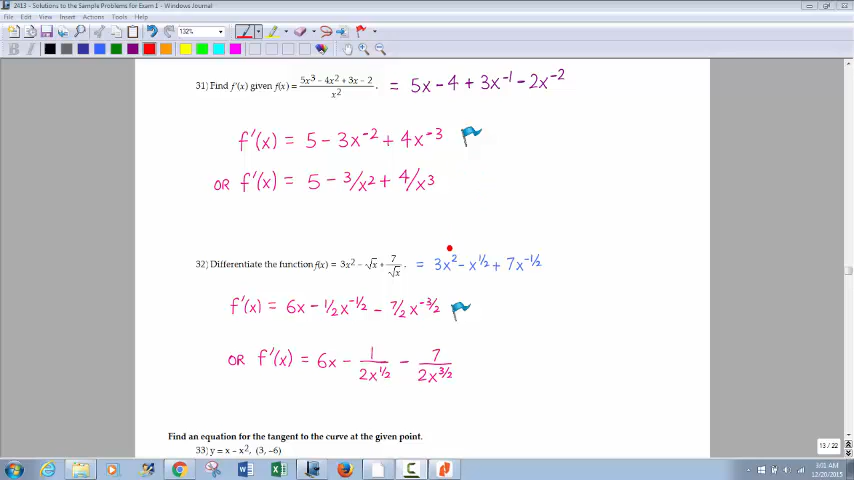 2413 - Solutions to the Sample Problems for Exam 1 - Windows Journal
File Edit View Insert Actions Tools Help
132%
31) Find f'(x) given f(x) = (5x³ − 4x² + 3x − 2)/x². = 5x − 4 + 3x⁻¹ − 2x⁻²
f'(x) = 5 − 3x⁻² + 4x⁻³
OR f'(x) = 5 − 3/x² + 4/x³
32) Differentiate the function f(x) = 3x² − √x + 7/√x. = 3x² − x^(1/2) + 7x^(−1/2)
f'(x) = 6x − 1/2x^(−1/2) − 7/2x^(−3/2)
OR f'(x) = 6x − 1/(2x^(1/2)) − 7/(2x^(3/2))
Find an equation for the tangent to the curve at the given point.
33) y = x − x², (3, −6)
13 / 22
3:01 AM
12/20/2015